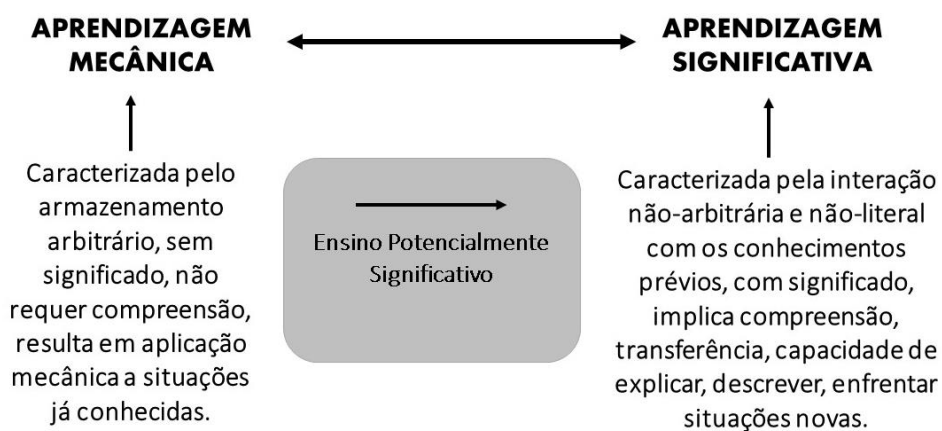 APRENDIZAGEM
MECÂNICA
Caracterizada pelo
armazenamento
arbitrário, sem
significado, não
requer compreensão,
resulta em aplicação
mecânica a situações
já conhecidas.
Ensino Potencialmente
Significativo
APRENDIZAGEM
SIGNIFICATIVA
Caracterizada pela interação
não-arbitrária e não-literal
com os conhecimentos
prévios, com significado,
implica compreensão,
transferência, capacidade de
explicar, descrever, enfrentar
situações novas.